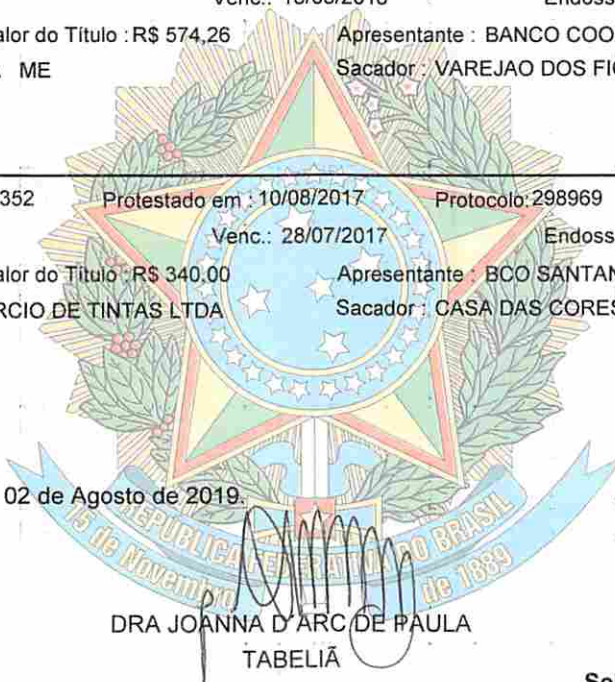 Venc.: 2018 Endoss
alor do Título : R$ 574,26 Apresentante : BANCO COO
ME Sacador : VAREJAO DOS FIO
352 Protestado em : 10/08/2017 Protocolo: 298969
Venc.: 28/07/2017 Endoss
alor do Título : R$ 340.00 Apresentante : BCO SANTAN
RCIO DE TINTAS LTDA Sacador : CASA DAS CORES
02 de Agosto de 2019.
REPUBLICA FEDERATIVA DO BRASIL
15 de Novembro de 1889
DRA JOANNA D'ARC DE PAULA
TABELIÃ